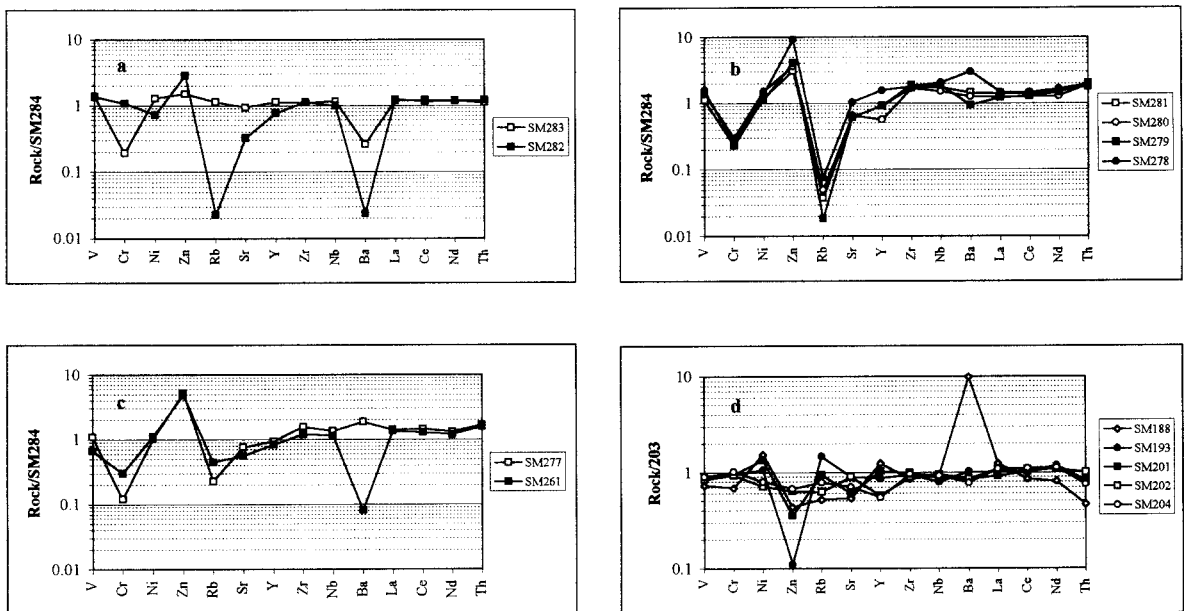 a
Rock/SM284
10
1
0.1
0.01
V Cr Ni Zn Rb Sr Y Zr Nb Ba La Ce Nd Th
SM283
SM282
b
Rock/SM284
10
1
0.1
0.01
V Cr Ni Zn Rb Sr Y Zr Nb Ba La Ce Nd Th
SM281
SM280
SM279
SM278
c
Rock/SM284
10
1
0.1
0.01
V Cr Ni Zn Rb Sr Y Zr Nb Ba La Ce Nd Th
SM277
SM261
d
Rock/203
10
1
0.1
V Cr Ni Zn Rb Sr Y Zr Nb Ba La Ce Nd Th
SM188
SM193
SM201
SM202
SM204